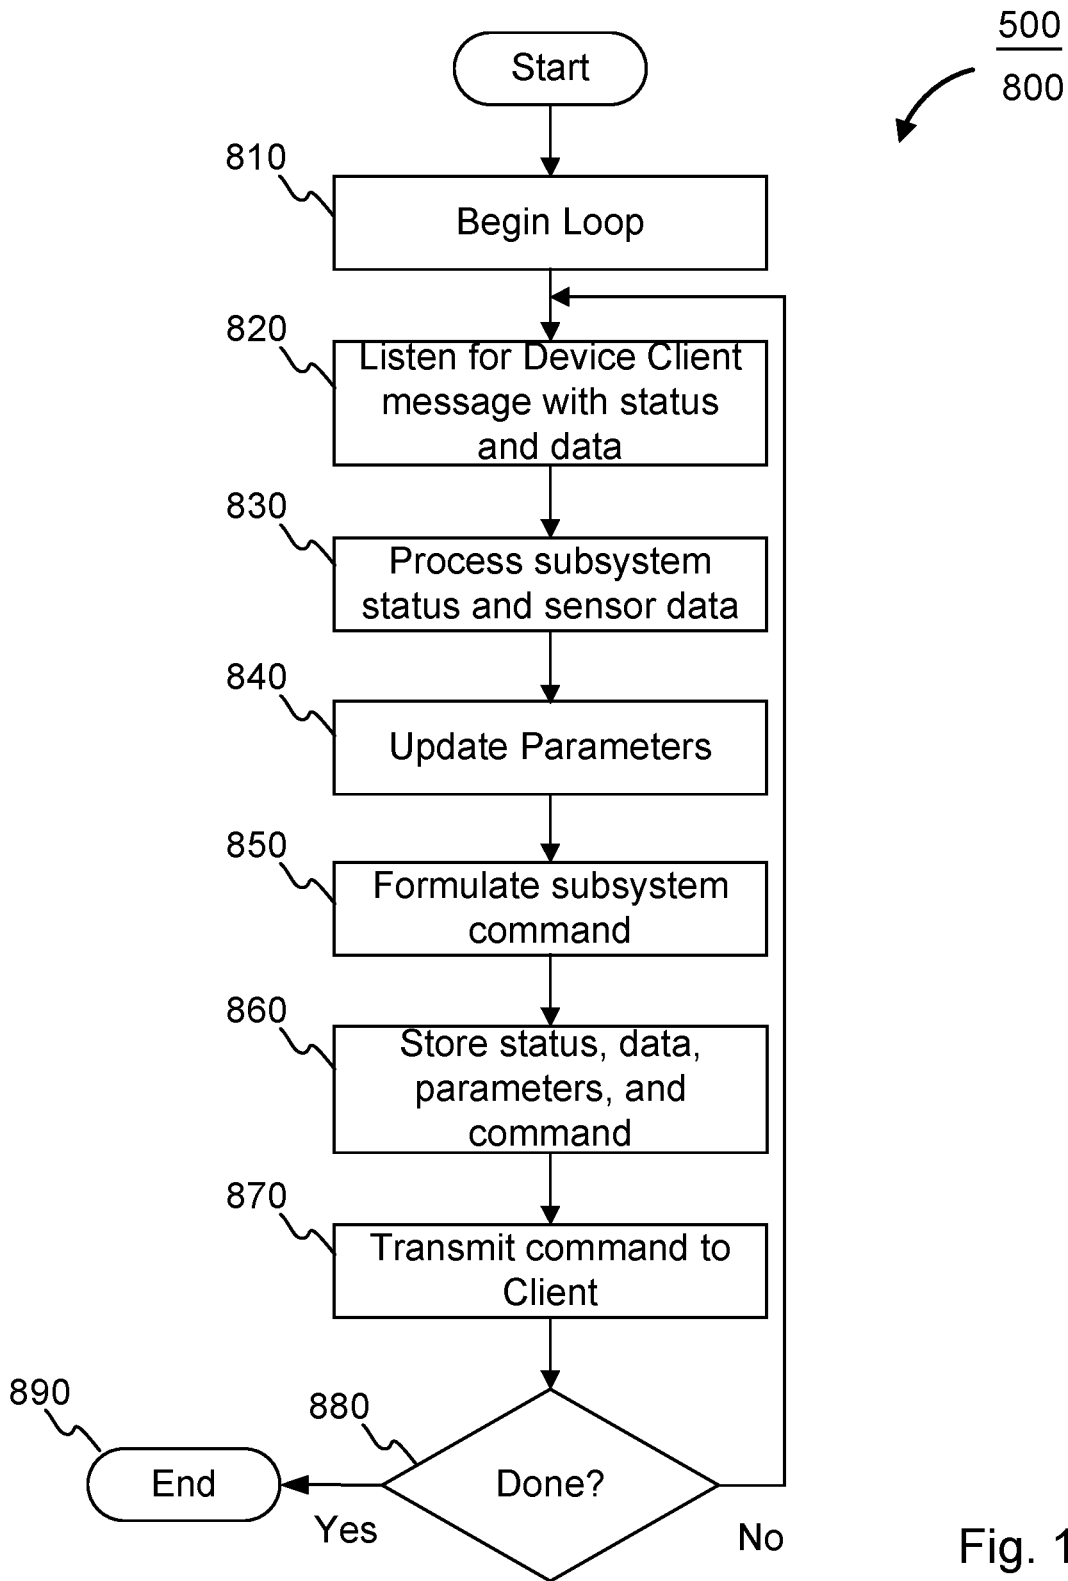 500
800
Start
810
Begin Loop
820
Listen for Device Client
message with status
and data
830
Process subsystem
status and sensor data
840
Update Parameters
850
Formulate subsystem
command
860
Store status, data,
parameters, and
command
870
Transmit command to
Client
880
Done?
890
End
Yes
No
Fig. 1